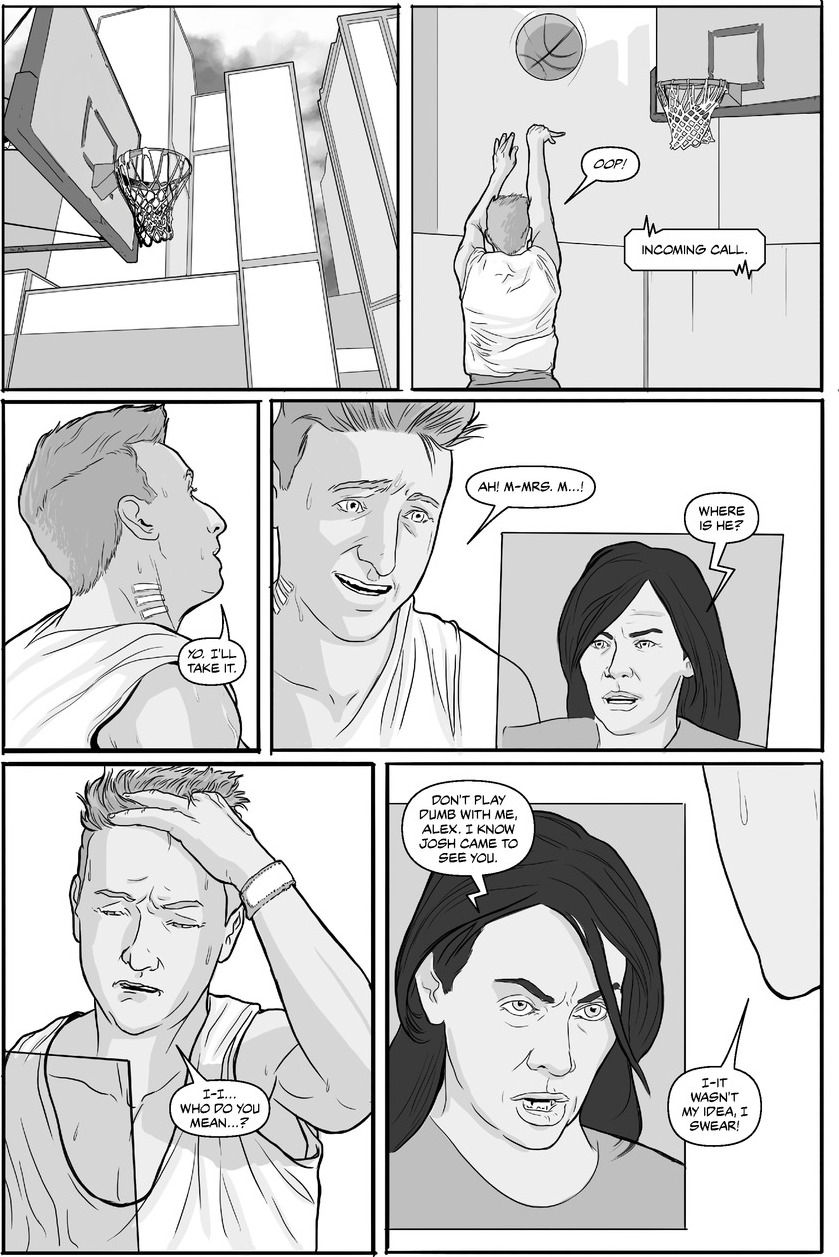 OOP!
INCOMING CALL.
YO. I'LL
TAKE IT.
AH! M-MRS. M...!
WHERE
IS HE?
I-I...
WHO DO YOU
MEAN...?
DON'T PLAY
DUMB WITH ME,
ALEX. I KNOW
JOSH CAME TO
SEE YOU.
I-IT
WASN'T
MY IDEA, I
SWEAR!